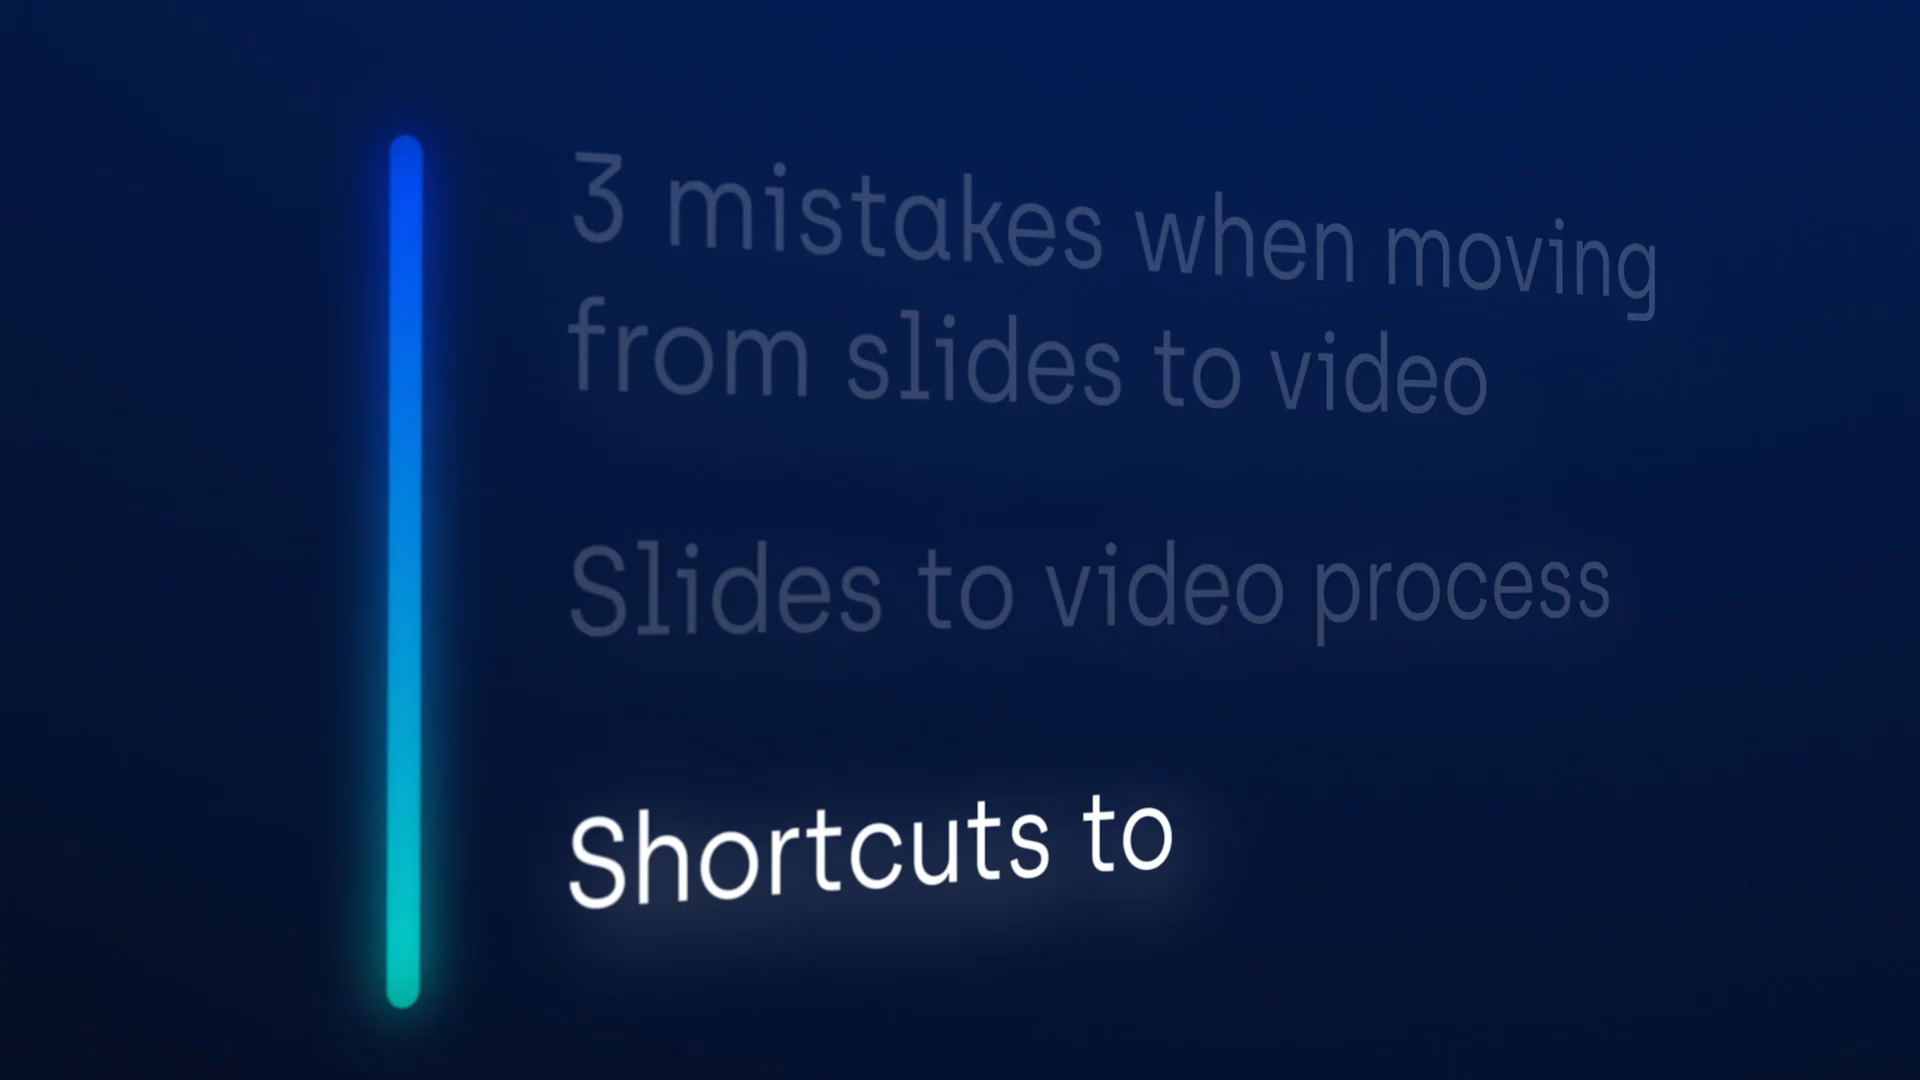 3 mistakes when moving
from slides to video
Slides to video process
Shortcuts to